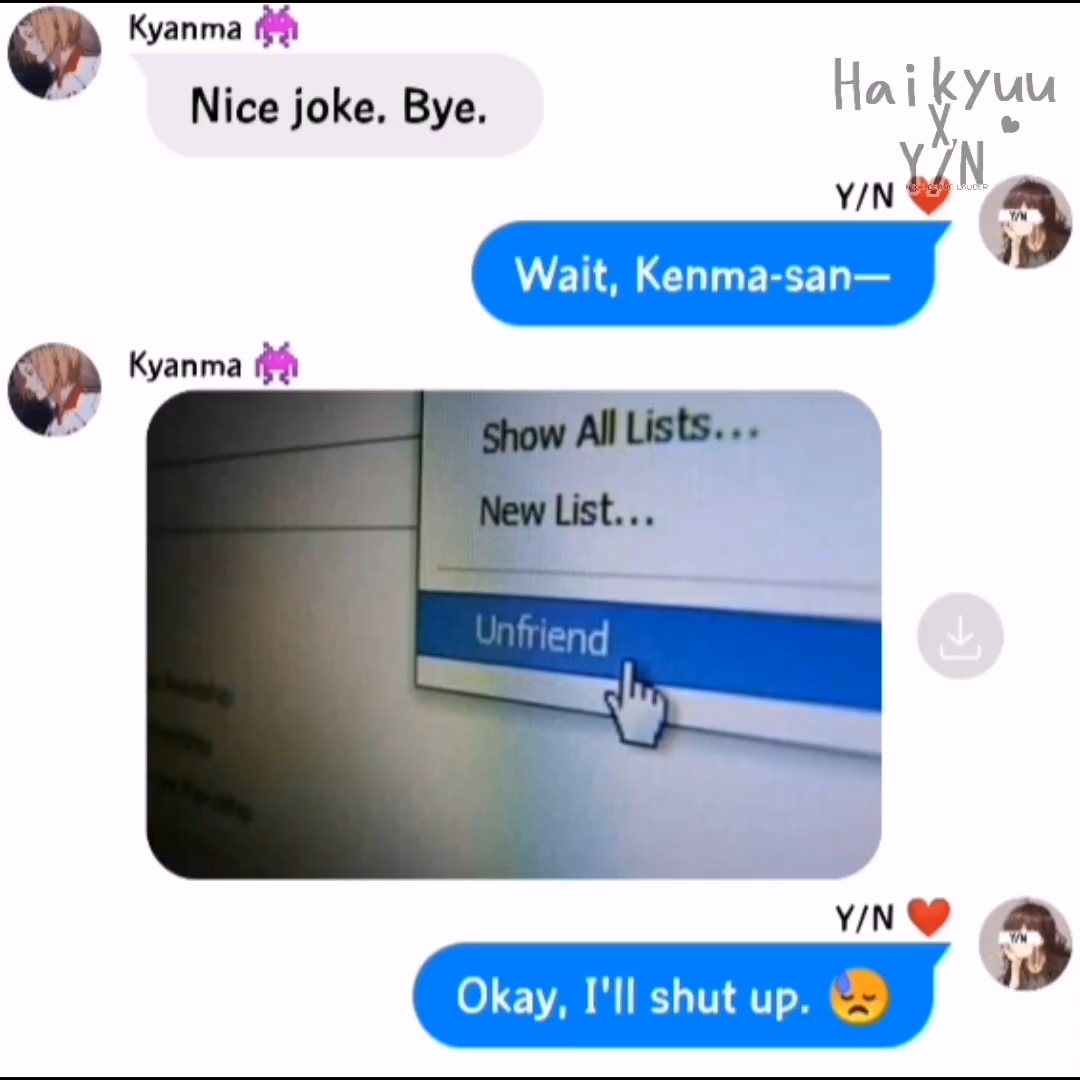 Kyanma 👾
Nice joke. Bye.
Haikyuu
X
Y/N
Y/N ❤️
Y/N
Wait, Kenma-san—
Kyanma 👾
Show All Lists...
New List...
Unfriend
Y/N ❤️
Y/N
Okay, I'll shut up. 😓